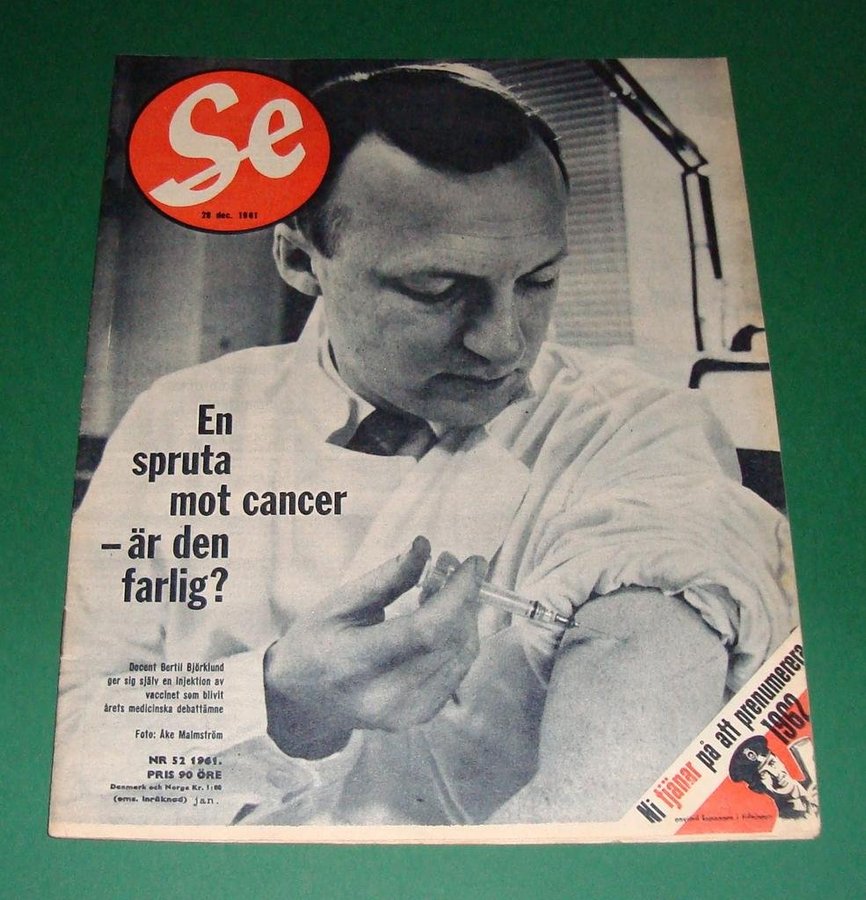 Se
28 dec. 1961
En
spruta
mot cancer
– är den
farlig?
Docent Bertil Björklund
ger sig själv en injektion av
vaccinet som blivit
årets medicinska debattämne
Foto: Åke Malmström
NR 52 1961.
PRIS 90 ÖRE
Danmark och Norge Kr. 1:00
(oms. inräknad) jan.
Ni tjänar på att prenumerera
1962